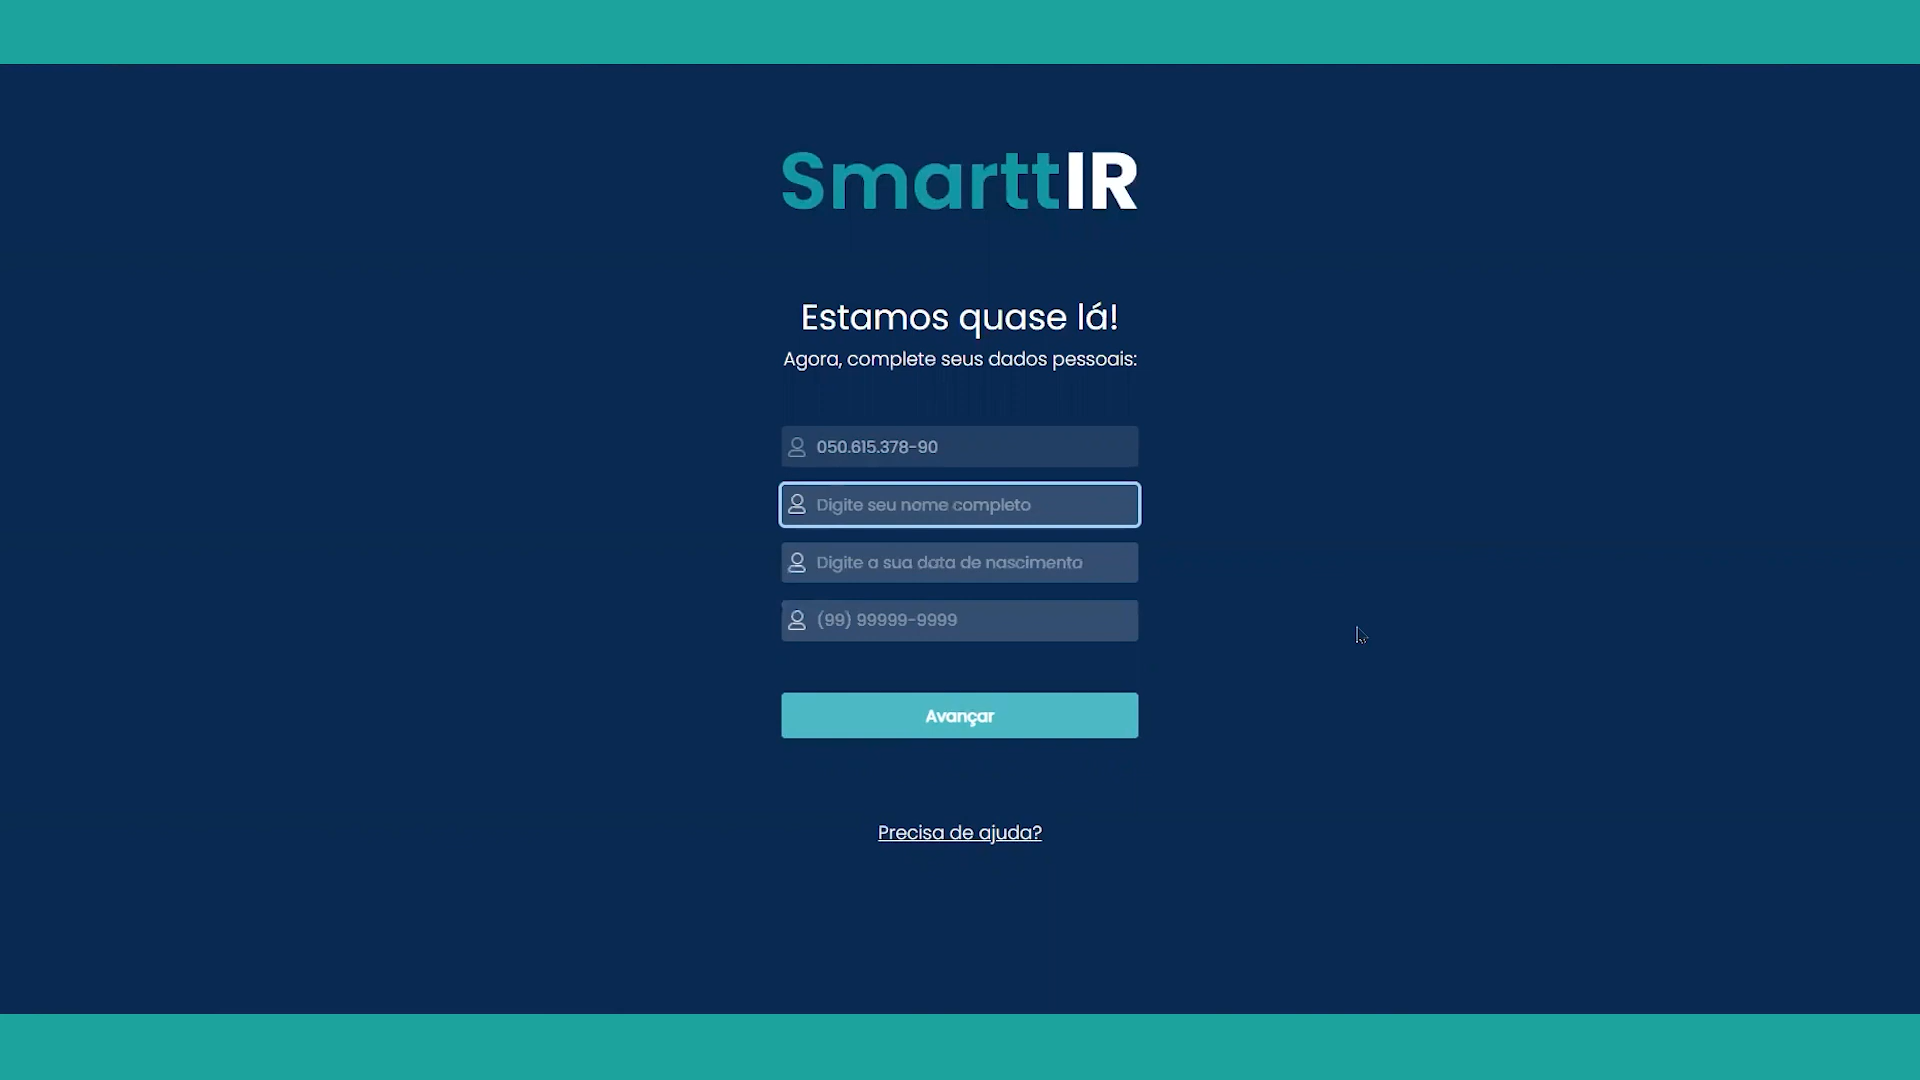 SmarttIR
Estamos quase lá!
Agora, complete seus dados pessoais:
050.615.378-90
Digite seu nome completo
Digite a sua data de nascimento
(99) 99999-9999
Avançar
Precisa de ajuda?